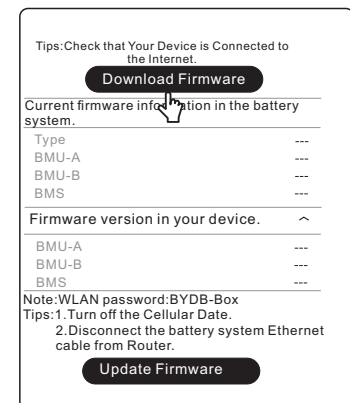 Tips:Check that Your Device is Connected to
the Internet.
Download Firmware
Current firmware information in the battery
system.
Type ---
BMU-A ---
BMU-B ---
BMS ---
Firmware version in your device.
BMU-A ---
BMU-B ---
BMS ---
Note:WLAN password:BYDB-Box
Tips:1.Turn off the Cellular Date.
2.Disconnect the battery system Ethernet
cable from Router.
Update Firmware